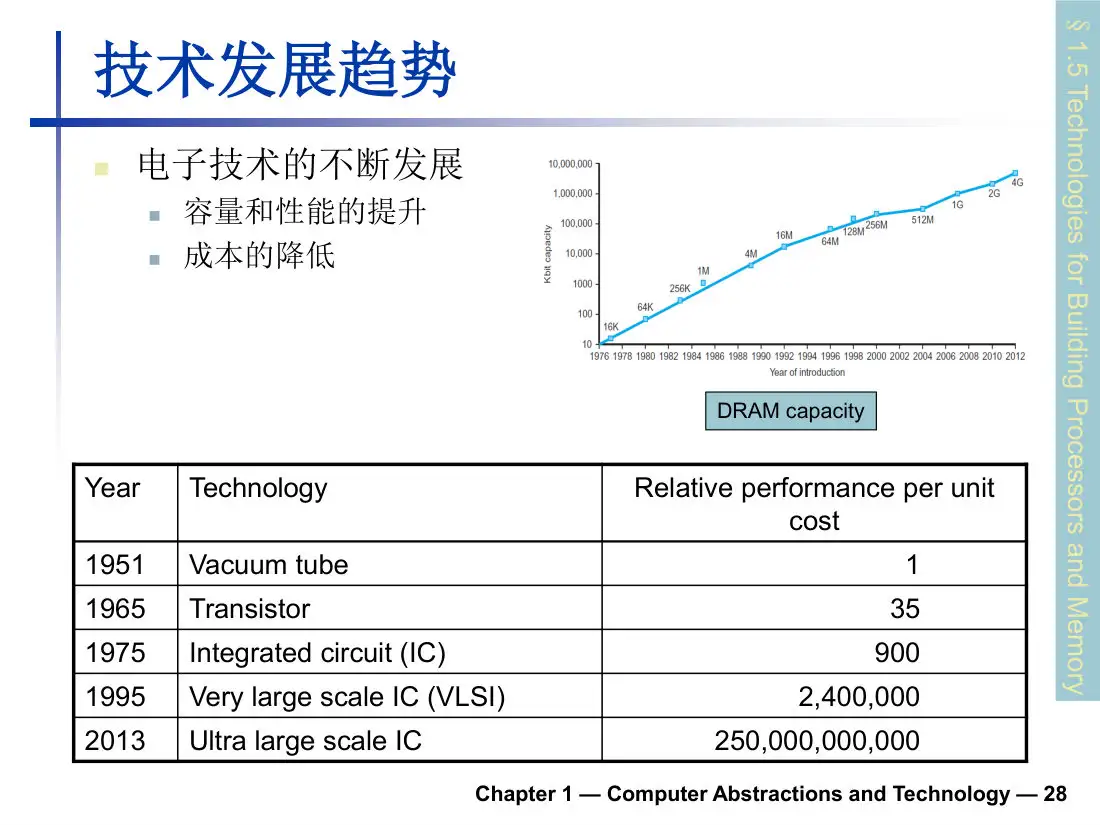 技术发展趋势
电子技术的不断发展
容量和性能的提升
成本的降低
10,000,000
1,000,000
100,000
10,000
1000
100
10
Kbit capacity
16K
64K
256K
1M
4M
16M
64M
128M
256M
512M
1G
2G
4G
1976 1978 1980 1982 1984 1986 1988 1990 1992 1994 1996 1998 2000 2002 2004 2006 2008 2010 2012
Year of introduction
DRAM capacity
§1.5 Technologies for Building Processors and Memory
Year Technology Relative performance per unit
cost
1951 Vacuum tube 1
1965 Transistor 35
1975 Integrated circuit (IC) 900
1995 Very large scale IC (VLSI) 2,400,000
2013 Ultra large scale IC 250,000,000,000
Chapter 1 — Computer Abstractions and Technology — 28